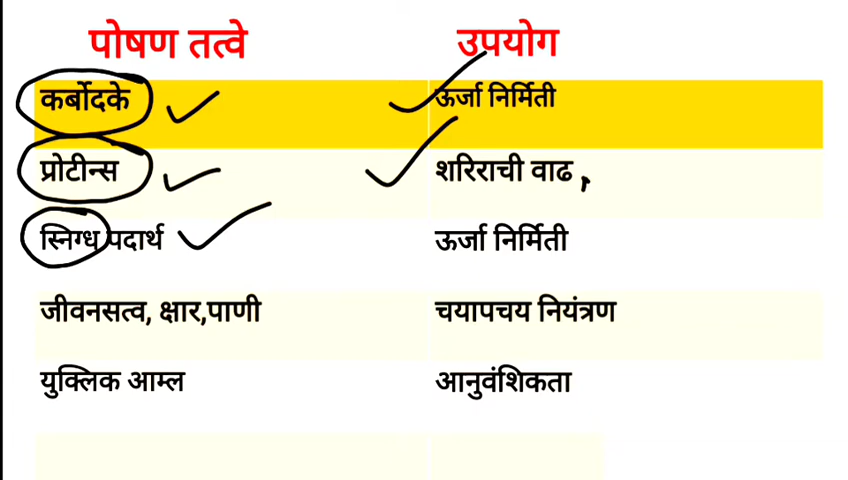 पोषण तत्वे उपयोग
कर्बोदके ऊर्जा निर्मिती
प्रोटीन्स शरिराची वाढ ,
स्निग्ध पदार्थ ऊर्जा निर्मिती
जीवनसत्व, क्षार,पाणी चयापचय नियंत्रण
युक्लिक आम्ल आनुवंशिकता